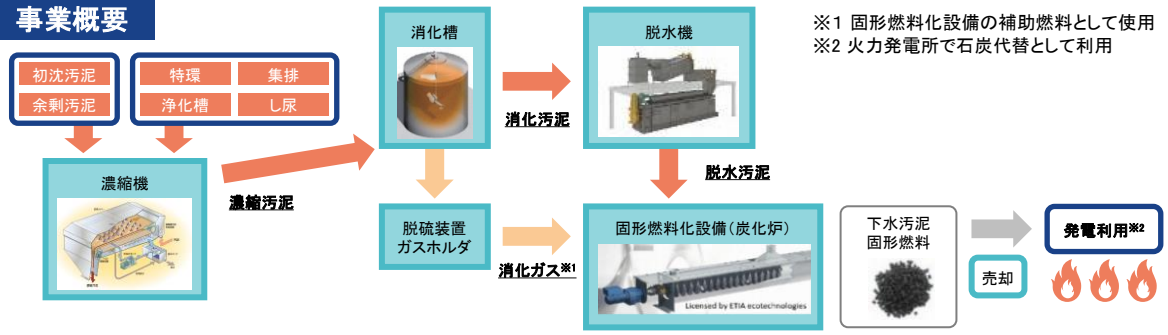 事業概要
※1 固形燃料化設備の補助燃料として使用
※2 火力発電所で石炭代替として利用
初沈汚泥
余剰汚泥
特環
集排
浄化槽
し尿
濃縮機
濃縮汚泥
消化槽
消化汚泥
脱水機
脱水汚泥
脱硫装置
ガスホルダ
消化ガス※1
固形燃料化設備(炭化炉)
Licensed by ETIA ecotechnologies
下水汚泥
固形燃料
売却
発電利用※2